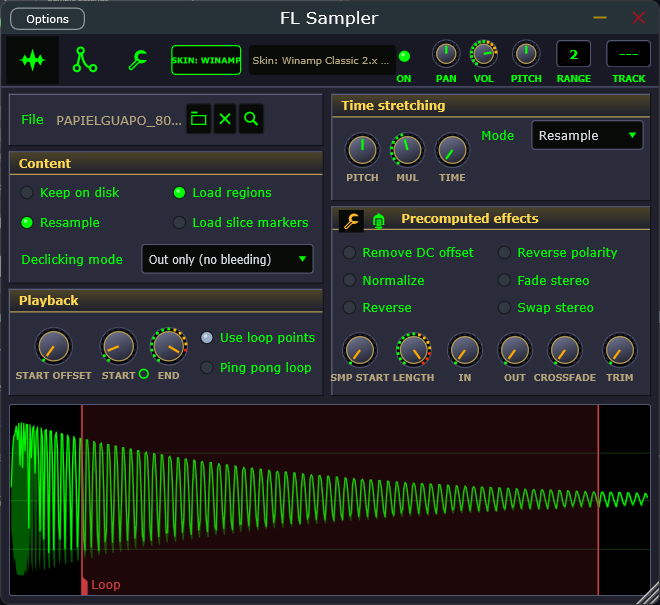 Options
FL Sampler
SKIN: WINAMP
Skin: Winamp Classic 2.x ...
ON
PAN
VOL
PITCH
2
RANGE
---
TRACK
File
PAPIELGUAPO_80...
Content
Keep on disk
Load regions
Resample
Load slice markers
Declicking mode
Out only (no bleeding)
Playback
START OFFSET
START
END
Use loop points
Ping pong loop
Time stretching
PITCH
MUL
TIME
Mode
Resample
Precomputed effects
Remove DC offset
Reverse polarity
Normalize
Fade stereo
Reverse
Swap stereo
SMP START
LENGTH
IN
OUT
CROSSFADE
TRIM
Loop